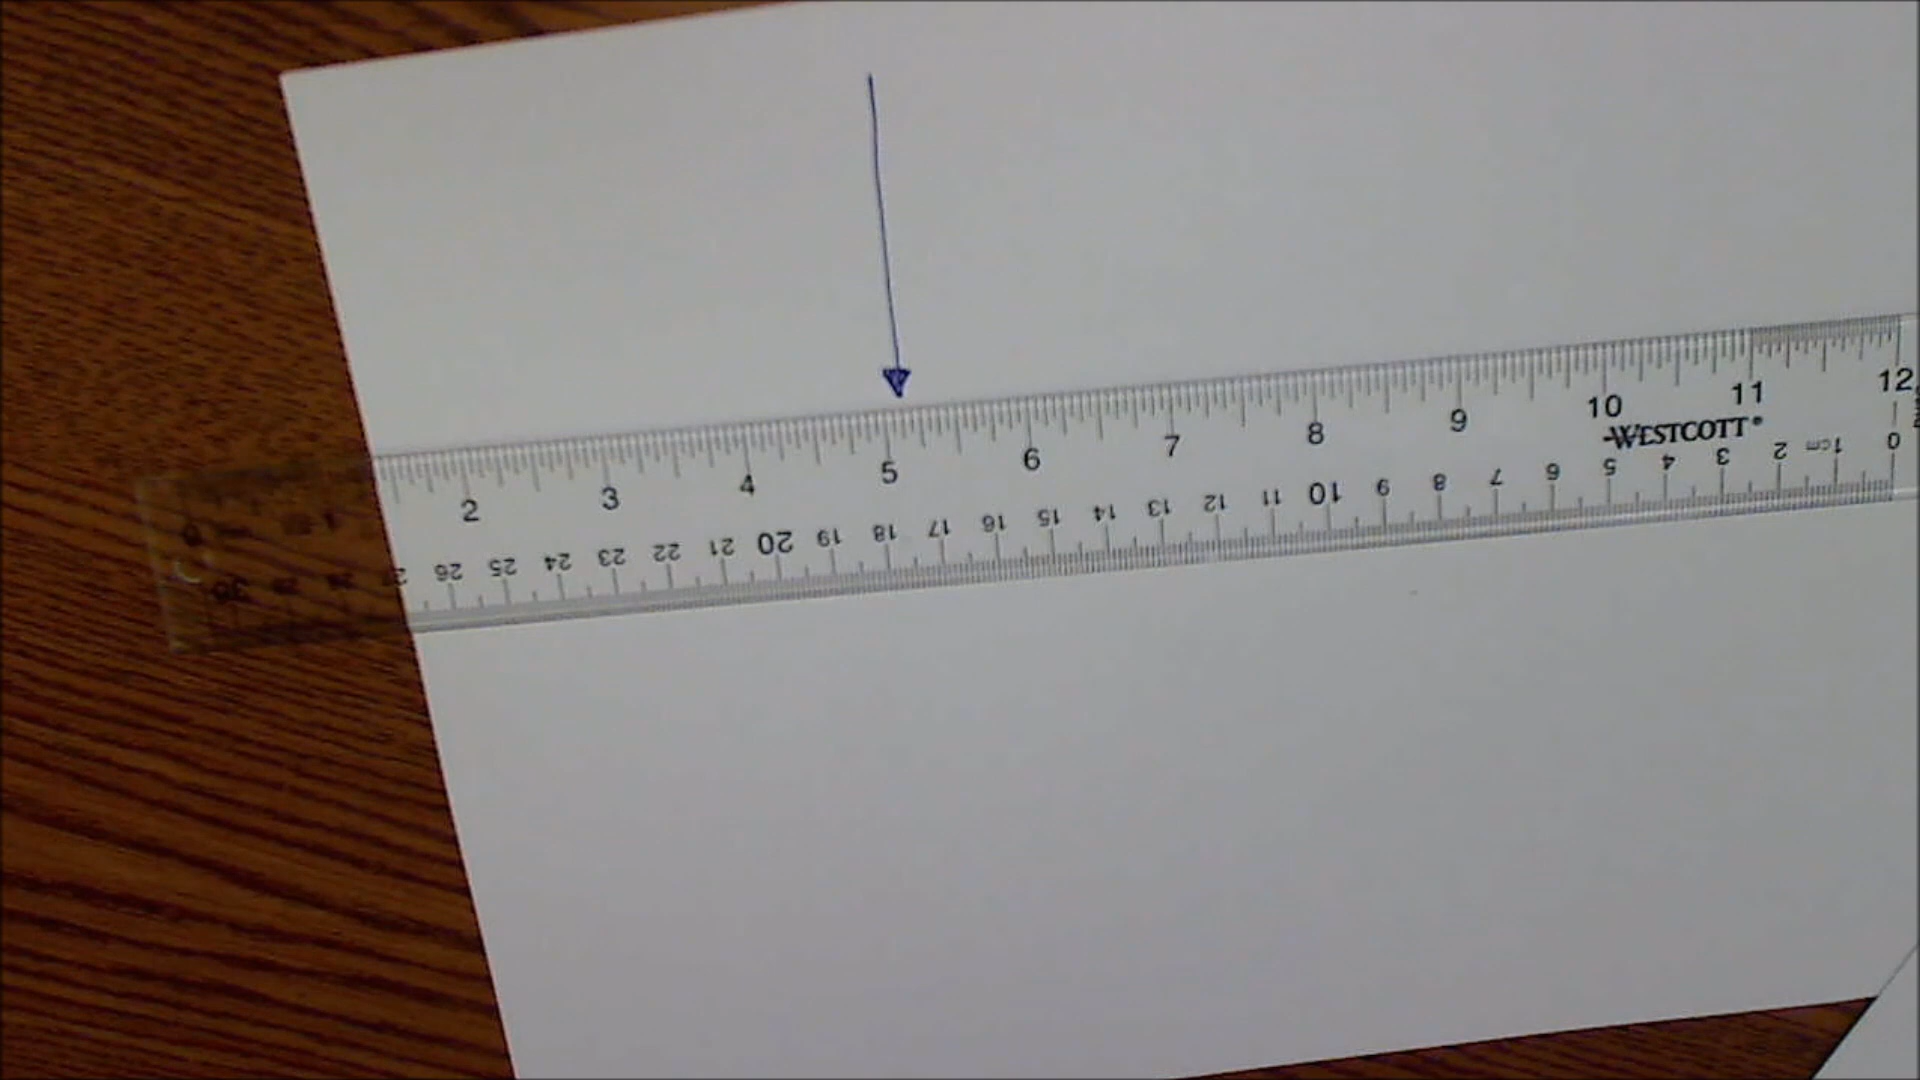 2 3 4 5 6 7 8 9 10 11 12
WESTCOTT®
26 25 24 23 22 21 20 19 18 17 16 15 14 13 12 11 10 9 8 7 6 5 4 3 2 1cm 0